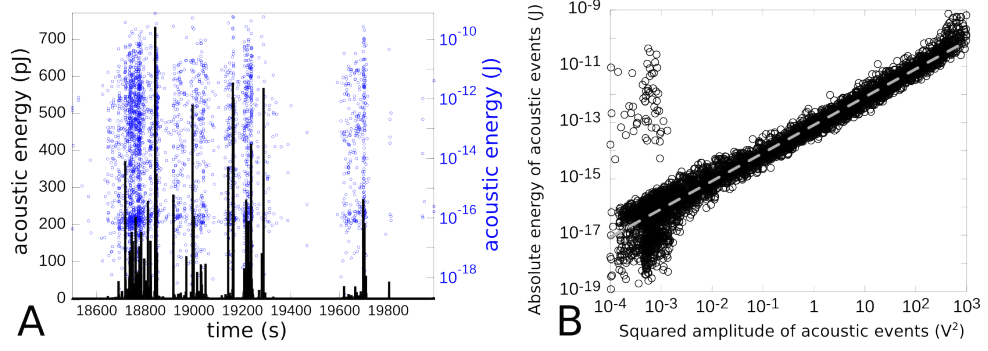 A
acoustic energy (pJ)
700
600
500
400
300
200
100
0
18600 18800 19000 19200 19400 19600 19800
time (s)
10⁻¹⁰
10⁻¹²
10⁻¹⁴
10⁻¹⁶
10⁻¹⁸
acoustic energy (J)
B
Absolute energy of acoustic events (J)
10⁻⁹
10⁻¹¹
10⁻¹³
10⁻¹⁵
10⁻¹⁷
10⁻¹⁹
10⁻⁴ 10⁻³ 10⁻² 10⁻¹ 1 10 10² 10³
Squared amplitude of acoustic events (V²)